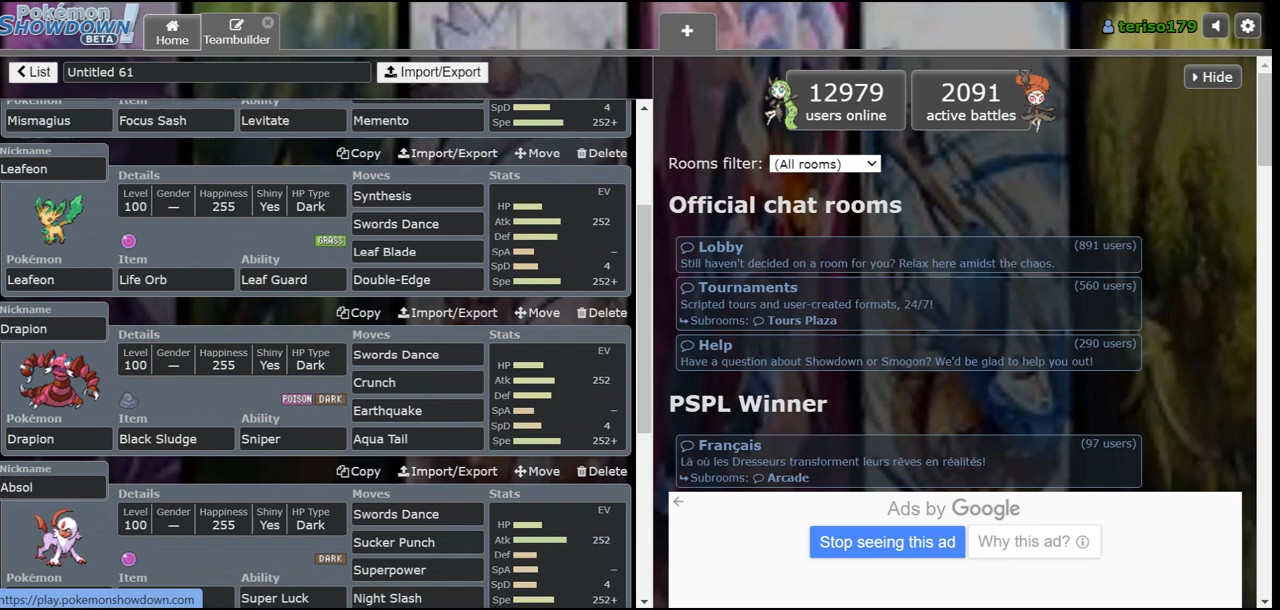 Pokémon
SHOWDOWN!
BETA
Home
Teambuilder
+
teriso179
List
Untitled 61
Import/Export
Pokémon Item Ability
Mismagius Focus Sash Levitate Memento
SpD 4
Spe 252+
Copy Import/Export Move Delete
Nickname
Leafeon
Details Moves Stats
Level Gender Happiness Shiny HP Type
100 — 255 Yes Dark
GRASS
Pokémon Item Ability
Leafeon Life Orb Leaf Guard
Synthesis
Swords Dance
Leaf Blade
Double-Edge
EV
HP
Atk 252
Def
SpA –
SpD 4
Spe 252+
Copy Import/Export Move Delete
Nickname
Drapion
Details Moves Stats
Level Gender Happiness Shiny HP Type
100 — 255 Yes Dark
POISON DARK
Pokémon Item Ability
Drapion Black Sludge Sniper
Swords Dance
Crunch
Earthquake
Aqua Tail
EV
HP
Atk 252
Def
SpA –
SpD 4
Spe 252+
Copy Import/Export Move Delete
Nickname
Absol
Details Moves Stats
Level Gender Happiness Shiny HP Type
100 — 255 Yes Dark
DARK
Pokémon Item Ability
Super Luck
Swords Dance
Sucker Punch
Superpower
Night Slash
EV
HP
Atk 252
Def
SpA –
SpD 4
Spe 252+
https://play.pokemonshowdown.com
12979
users online
2091
active battles
Hide
Rooms filter: (All rooms)
Official chat rooms
Lobby (891 users)
Still haven't decided on a room for you? Relax here amidst the chaos.
Tournaments (560 users)
Scripted tours and user-created formats, 24/7!
Subrooms: Tours Plaza
Help (290 users)
Have a question about Showdown or Smogon? We'd be glad to help you out!
PSPL Winner
Français (97 users)
Là où les Dresseurs transforment leurs rêves en réalités!
Subrooms: Arcade
Ads by Google
Stop seeing this ad
Why this ad?